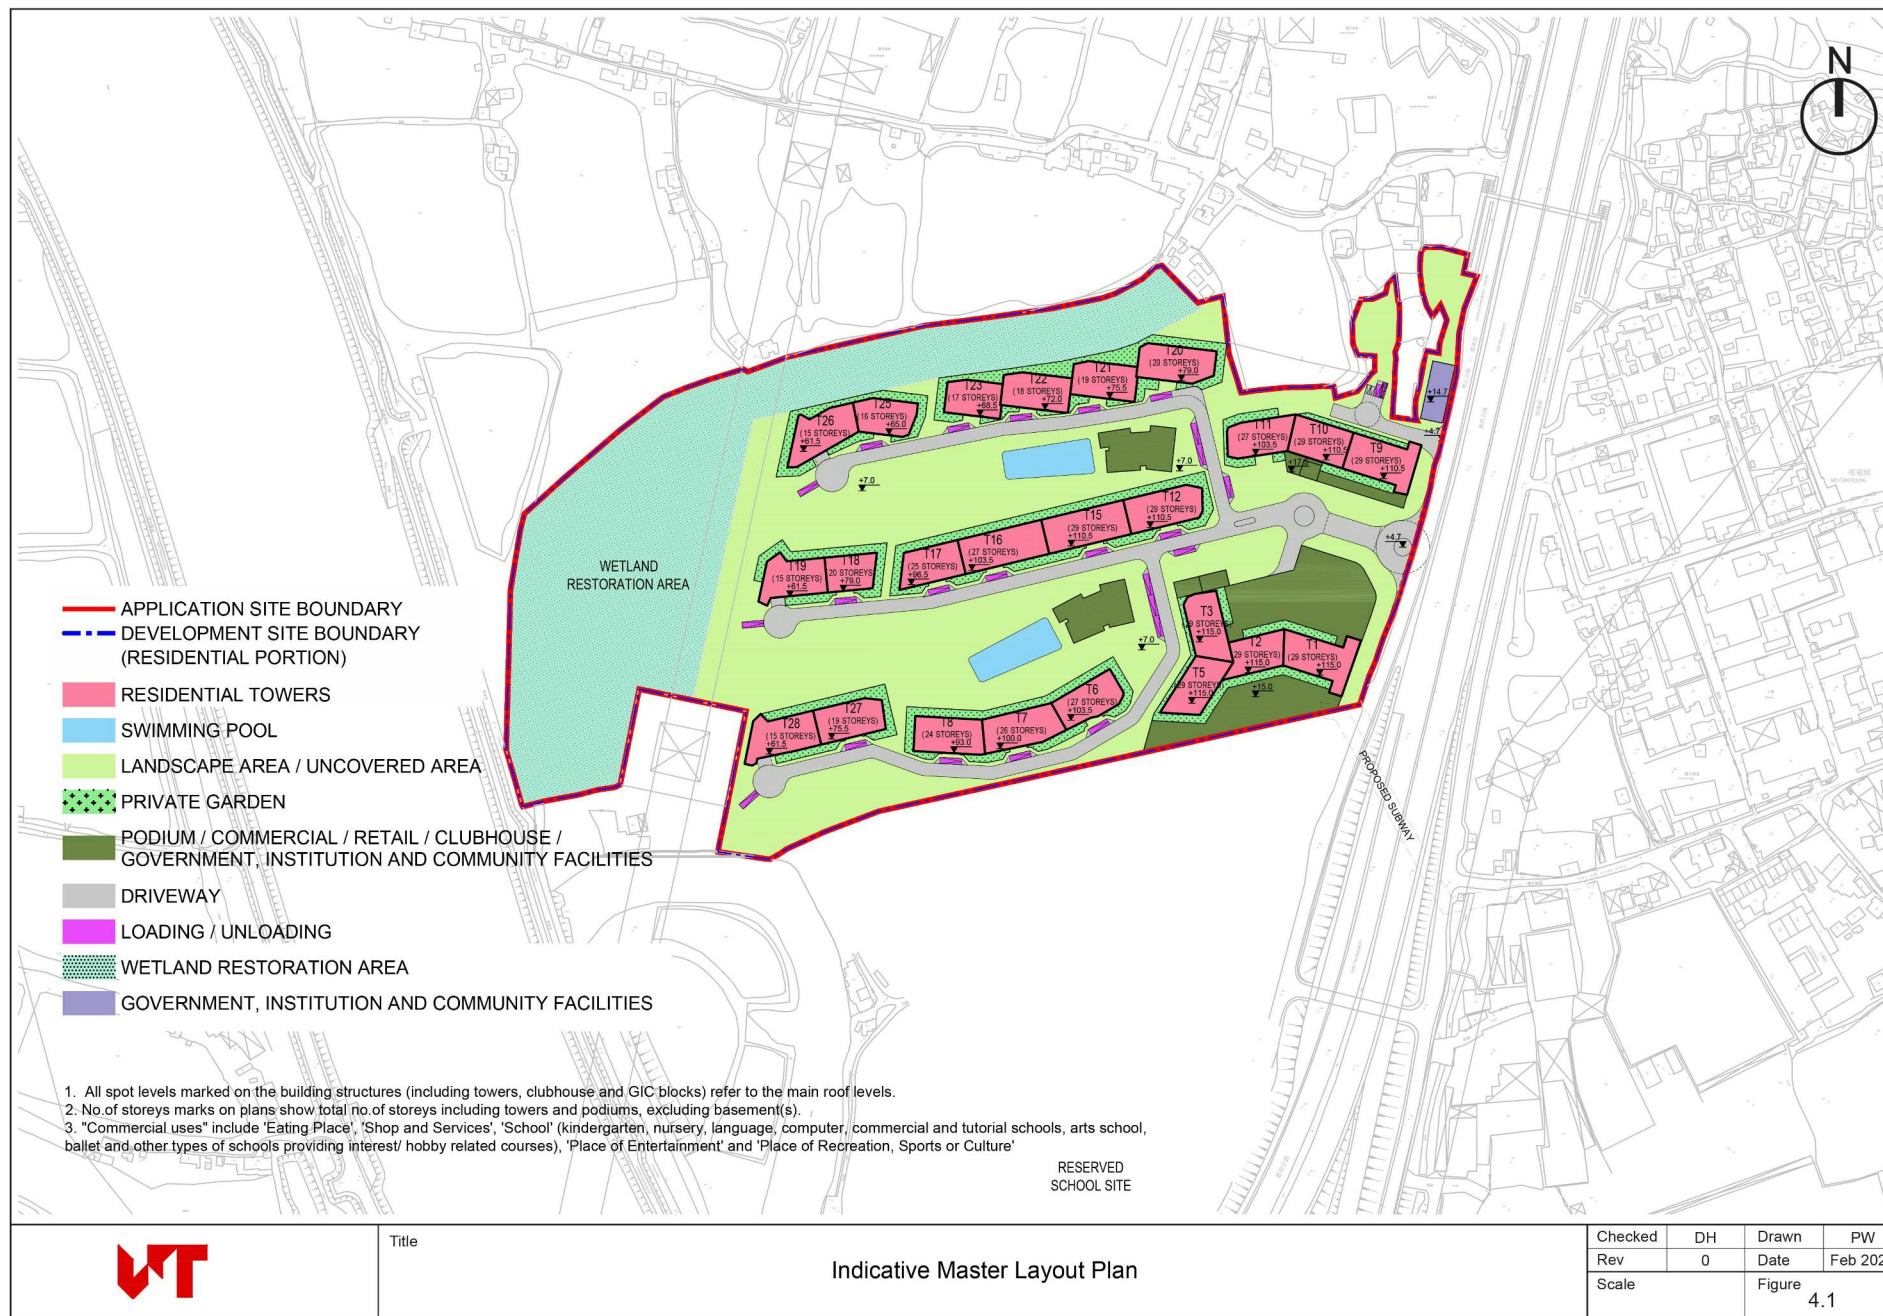 N
T20
(20 STOREYS)
+79.0
T21
(19 STOREYS)
+75.5
T22
(18 STOREYS)
+72.0
T23
(17 STOREYS)
+68.5
T25
(16 STOREYS)
+65.0
T26
(15 STOREYS)
+61.5
+14.7
+4.7
T11
(27 STOREYS)
+103.5
T10
(29 STOREYS)
+110.5
T9
(29 STOREYS)
+110.5
+7.0
+7.0
T12
(29 STOREYS)
+110.5
T15
(29 STOREYS)
+110.5
T16
(27 STOREYS)
+103.5
T17
(25 STOREYS)
+96.5
T18
20 STOREYS
+79.0
T19
(15 STOREYS)
+61.5
+4.7
WETLAND
RESTORATION AREA
T3
STOREYS
+115.0
T2
(29 STOREYS)
+115.0
T1
(29 STOREYS)
+115.0
+7.0
T5
29 STOREYS
+115.0
+15.0
T6
(27 STOREYS)
+103.5
T7
(26 STOREYS)
+100.0
T8
(24 STOREYS)
+93.0
T27
(19 STOREYS)
+75.5
T28
(15 STOREYS)
+61.5
PROPOSED SUBWAY
APPLICATION SITE BOUNDARY
DEVELOPMENT SITE BOUNDARY
(RESIDENTIAL PORTION)
RESIDENTIAL TOWERS
SWIMMING POOL
LANDSCAPE AREA / UNCOVERED AREA
PRIVATE GARDEN
PODIUM / COMMERCIAL / RETAIL / CLUBHOUSE /
GOVERNMENT, INSTITUTION AND COMMUNITY FACILITIES
DRIVEWAY
LOADING / UNLOADING
WETLAND RESTORATION AREA
GOVERNMENT, INSTITUTION AND COMMUNITY FACILITIES
1. All spot levels marked on the building structures (including towers, clubhouse and GIC blocks) refer to the main roof levels.
2. No.of storeys marks on plans show total no.of storeys including towers and podiums, excluding basement(s).
3. "Commercial uses" include 'Eating Place', 'Shop and Services', 'School' (kindergarten, nursery, language, computer, commercial and tutorial schools, arts school,
ballet and other types of schools providing interest/ hobby related courses), 'Place of Entertainment' and 'Place of Recreation, Sports or Culture'
RESERVED
SCHOOL SITE
Title
Indicative Master Layout Plan
Checked DH Drawn PW
Rev 0 Date Feb 202
Scale Figure
4.1